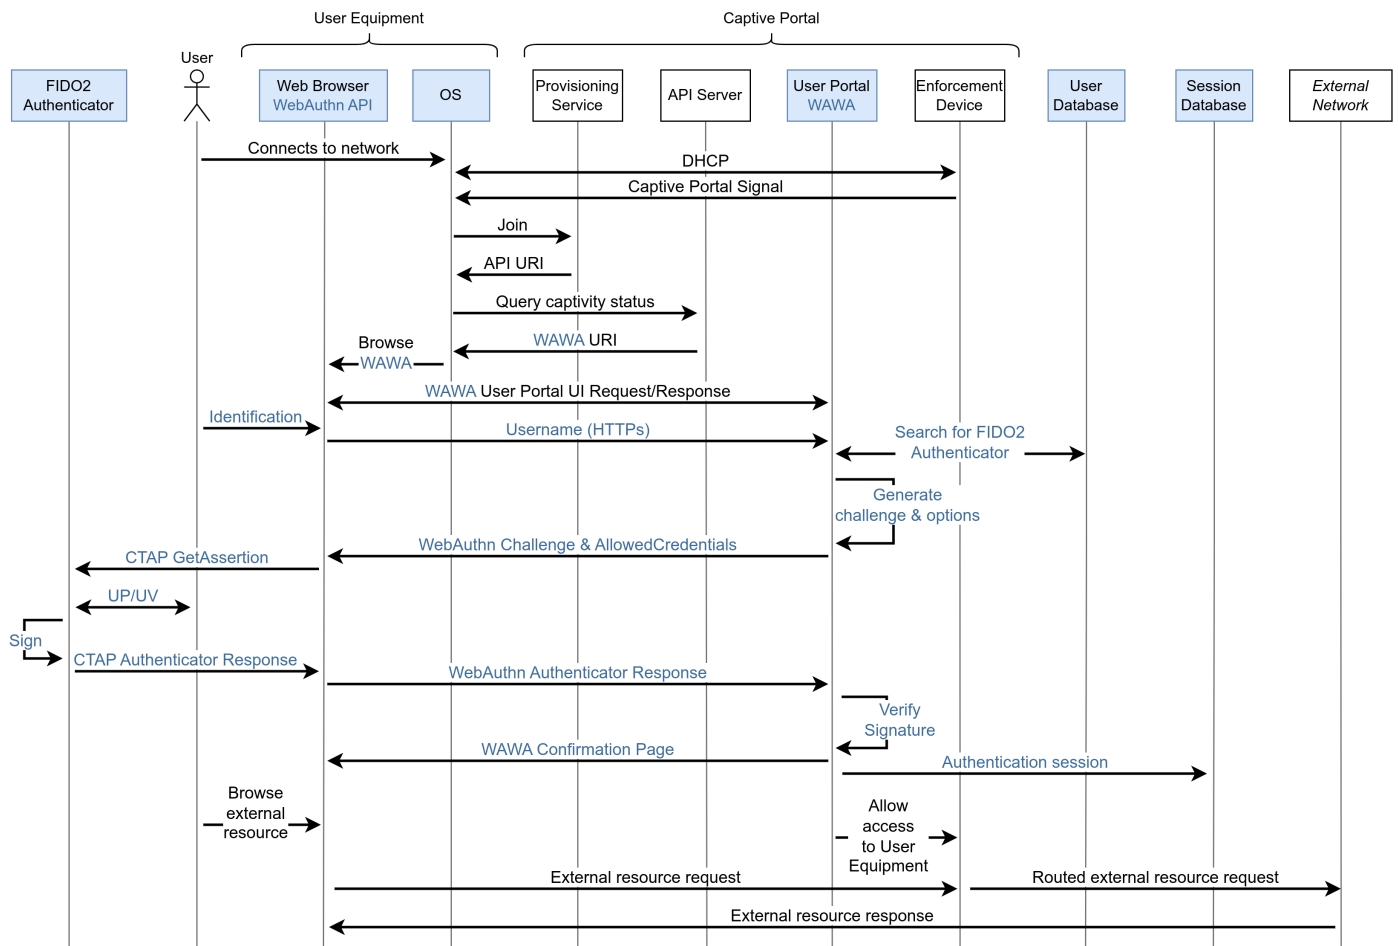 User Equipment
Captive Portal
User
FIDO2
Authenticator
Web Browser
WebAuthn API
OS
Provisioning
Service
API Server
User Portal
WAWA
Enforcement
Device
User
Database
Session
Database
External
Network
Connects to network
DHCP
Captive Portal Signal
Join
API URI
Query captivity status
WAWA URI
Browse
WAWA
WAWA User Portal UI Request/Response
Identification
Username (HTTPs)
Search for FIDO2
Authenticator
Generate
challenge & options
WebAuthn Challenge & AllowedCredentials
CTAP GetAssertion
UP/UV
Sign
CTAP Authenticator Response
WebAuthn Authenticator Response
Verify
Signature
WAWA Confirmation Page
Authentication session
Browse
external
resource
Allow
access
to User
Equipment
External resource request
Routed external resource request
External resource response